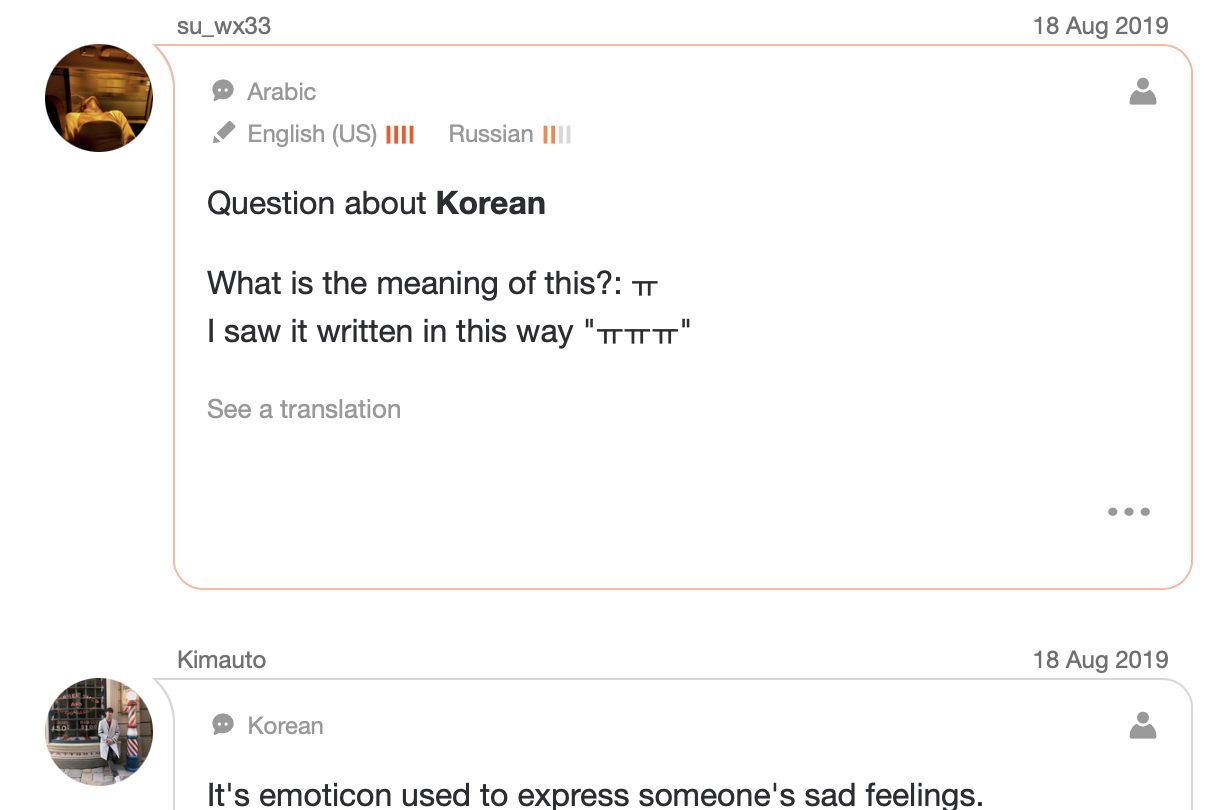 su_wx33
18 Aug 2019
Arabic
English (US)
Russian
Question about Korean
What is the meaning of this?: ㅠ
I saw it written in this way "ㅠㅠㅠ"
See a translation
Kimauto
18 Aug 2019
Korean
It's emoticon used to express someone's sad feelings.